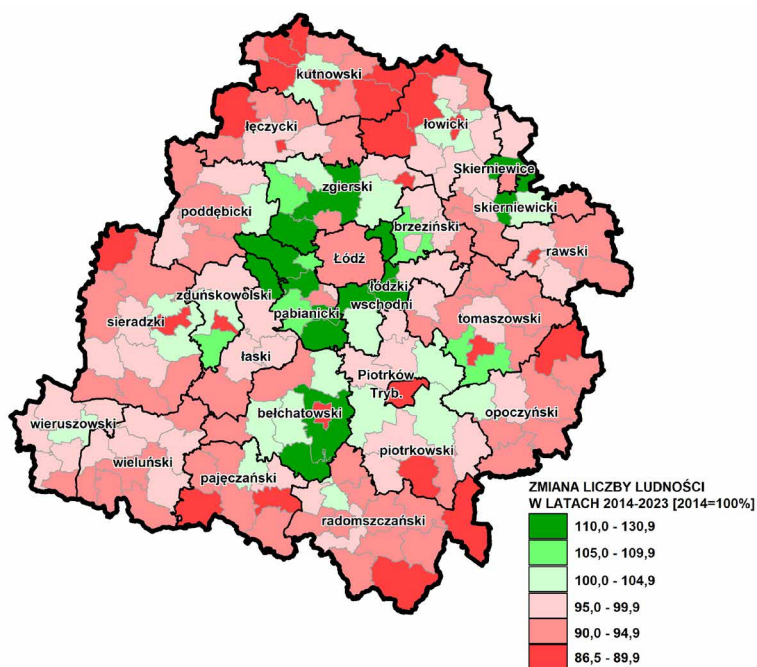 kutnowski
łęczycki
łowicki
zgierski
Skierniewice
poddębicki
skierniewicki
brzeziński
rawski
Łódź
łódzki
wschodni
zduńskowolski
pabianicki
sieradzki
tomaszowski
łaski
Piotrków
Tryb.
bełchatowski
opoczyński
wieruszowski
piotrkowski
wieluński
pajęczański
radomszczański
ZMIANA LICZBY LUDNOŚCI
W LATACH 2014-2023 [2014=100%]
110,0 - 130,9
105,0 - 109,9
100,0 - 104,9
95,0 - 99,9
90,0 - 94,9
86,5 - 89,9